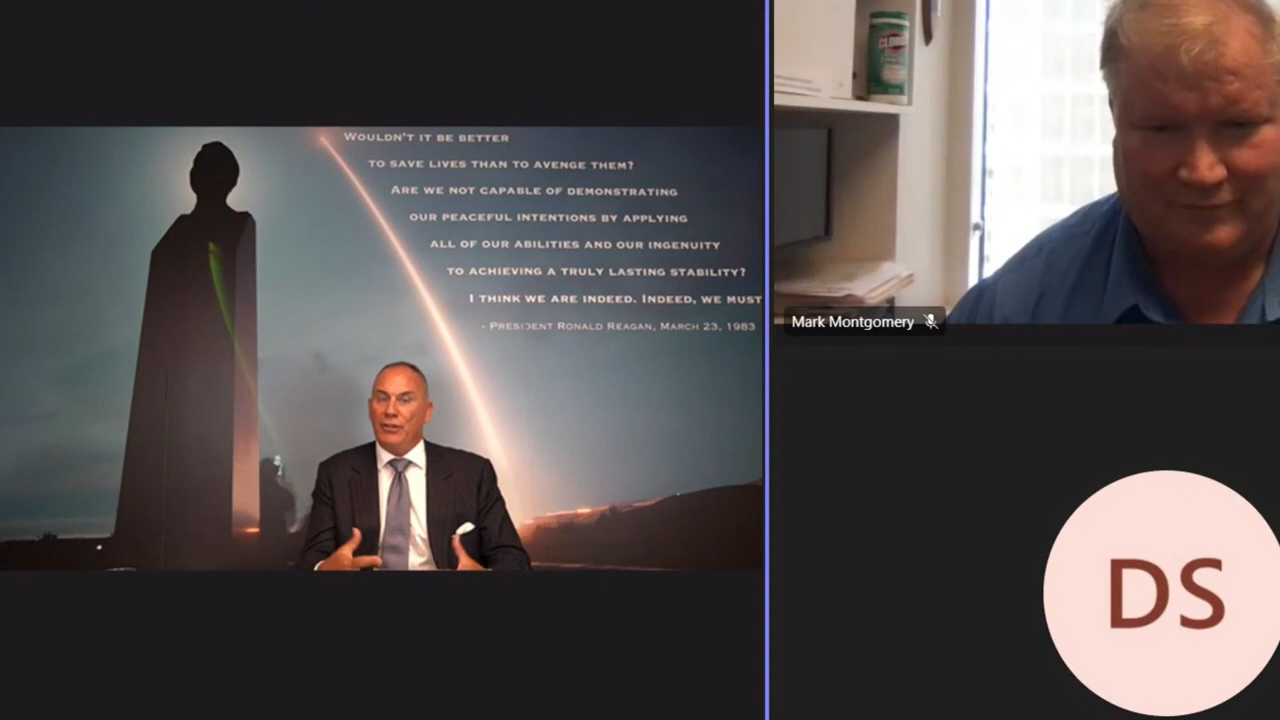 WOULDN'T IT BE BETTER
TO SAVE LIVES THAN TO AVENGE THEM?
ARE WE NOT CAPABLE OF DEMONSTRATING
OUR PEACEFUL INTENTIONS BY APPLYING
ALL OF OUR ABILITIES AND OUR INGENUITY
TO ACHIEVING A TRULY LASTING STABILITY?
I THINK WE ARE INDEED. INDEED, WE MUST
- PRESIDENT RONALD REAGAN, MARCH 23, 1983
Mark Montgomery
DS